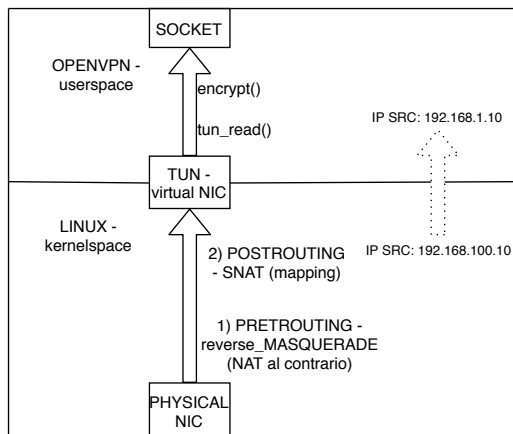 SOCKET
OPENVPN -
userspace
encrypt()
tun_read()
IP SRC: 192.168.1.10
TUN -
virtual NIC
LINUX -
kernelspace
2) POSTROUTING
- SNAT (mapping)
IP SRC: 192.168.100.10
1) PRETROUTING -
reverse_MASQUERADE
(NAT al contrario)
PHYSICAL
NIC